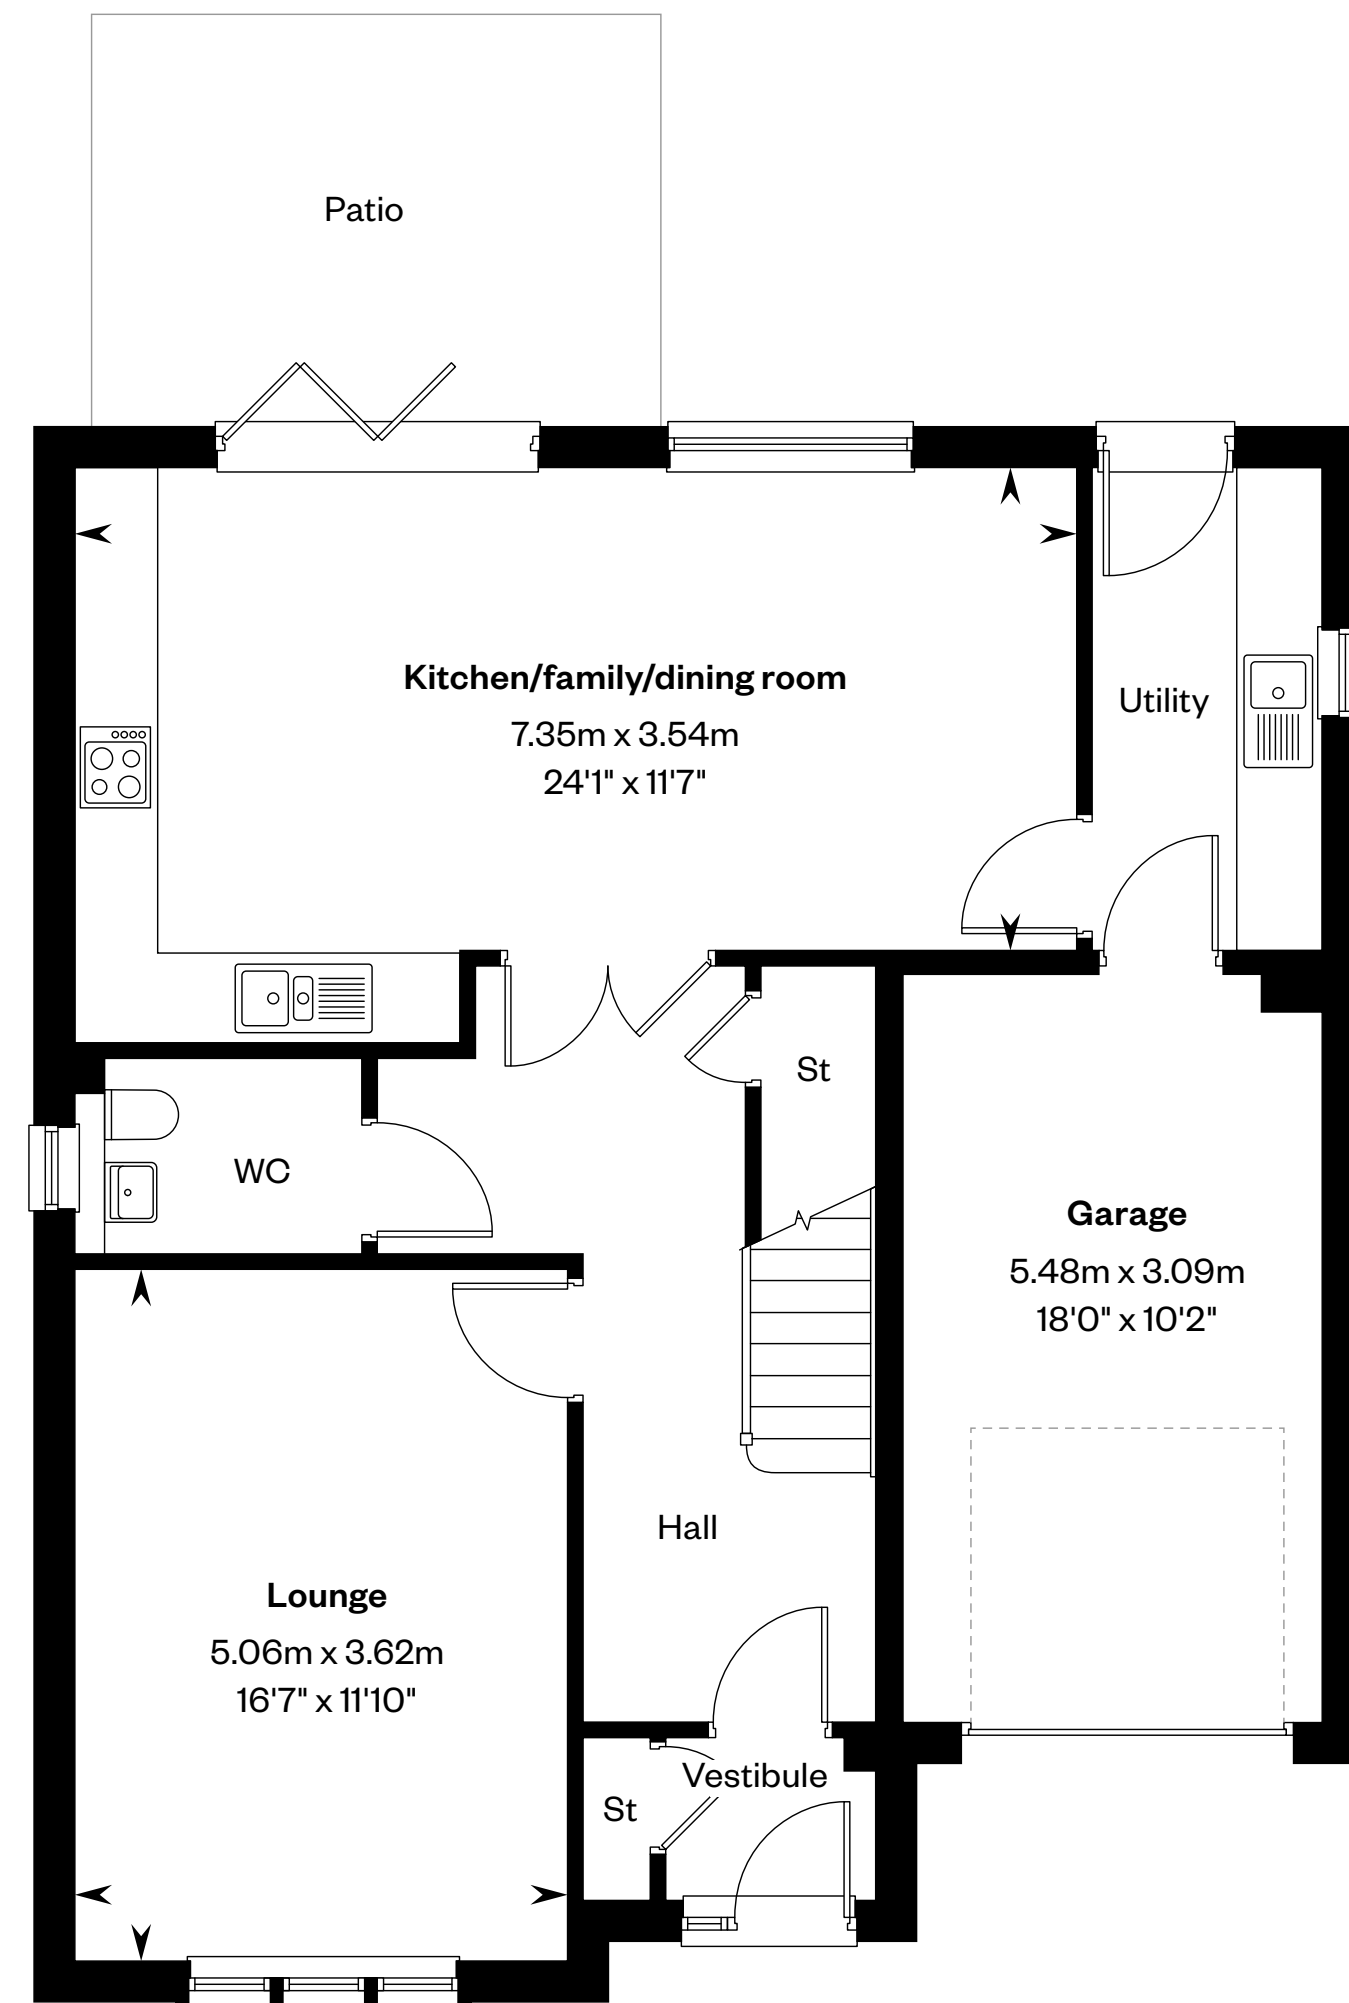 Patio
Kitchen/family/dining room
7.35m x 3.54m
24'1" x 11'7"
Utility
St
WC
Garage
5.48m x 3.09m
18'0" x 10'2"
Hall
Lounge
5.06m x 3.62m
16'7" x 11'10"
Vestibule
St